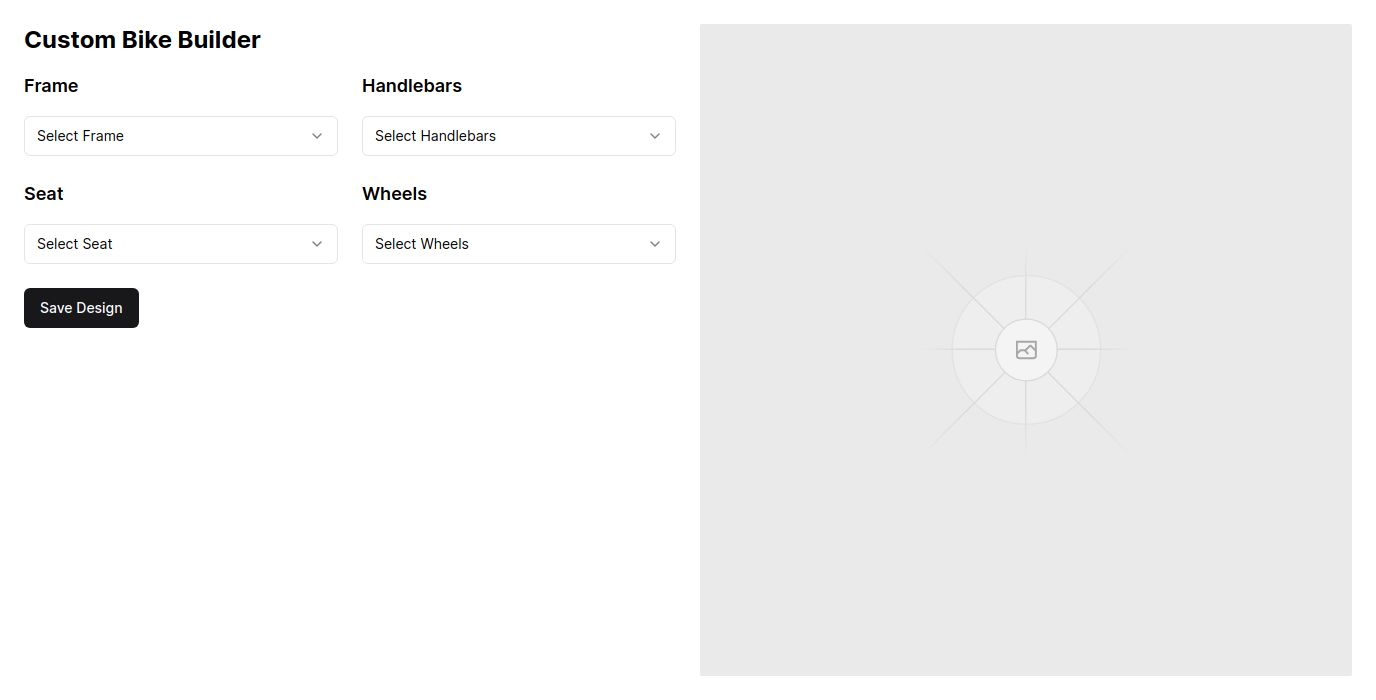 Custom Bike Builder
Frame
Select Frame
Handlebars
Select Handlebars
Seat
Select Seat
Wheels
Select Wheels
Save Design